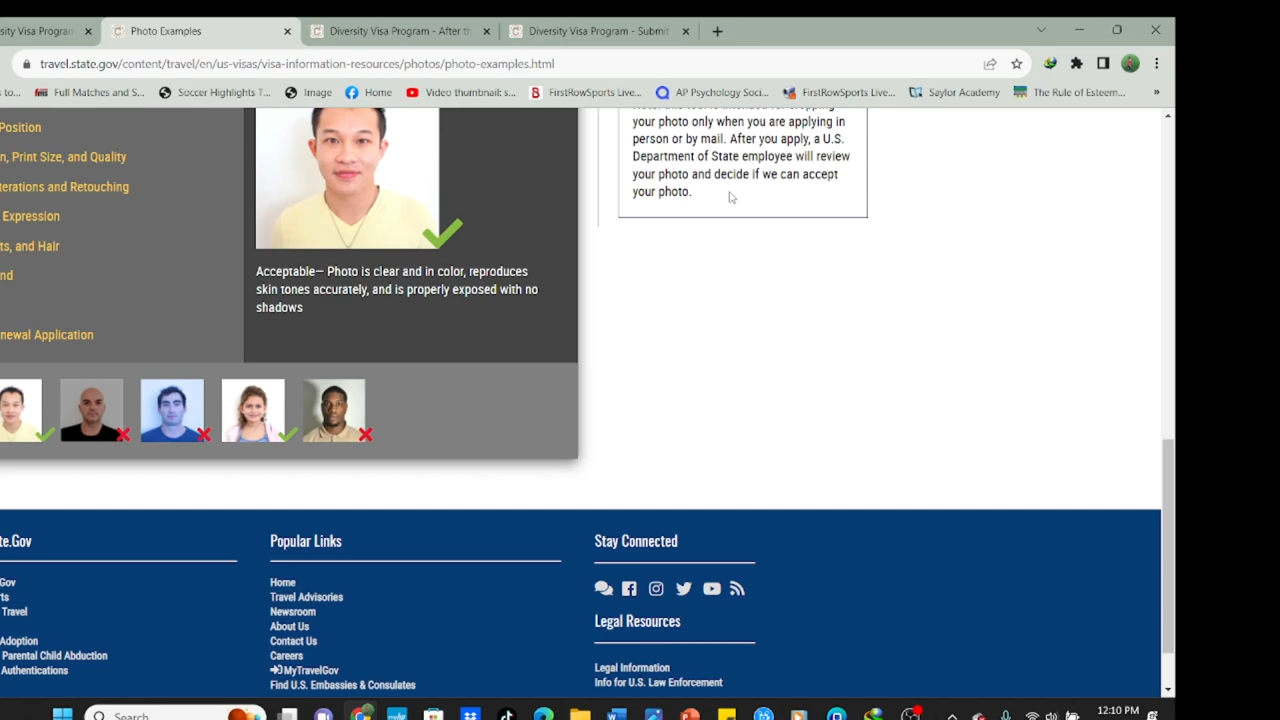 sity Visa Program
Photo Examples
Diversity Visa Program - After th
Diversity Visa Program - Submit
travel.state.gov/content/travel/en/us-visas/visa-information-resources/photos/photo-examples.html
s to...
Full Matches and S...
Soccer Highlights T...
Image
Home
Video thumbnail: s...
FirstRowSports Live...
AP Psychology Soci...
FirstRowSports Live...
Saylor Academy
The Rule of Esteem...
»
Position
n, Print Size, and Quality
terations and Retouching
Expression
ts, and Hair
nd
newal Application
Acceptable— Photo is clear and in color, reproduces
skin tones accurately, and is properly exposed with no
shadows
your photo only when you are applying in
person or by mail. After you apply, a U.S.
Department of State employee will review
your photo and decide if we can accept
your photo.
te.Gov
Gov
ts
Travel
Adoption
Parental Child Abduction
Authentications
Popular Links
Home
Travel Advisories
Newsroom
About Us
Contact Us
Careers
MyTravelGov
Find U.S. Embassies & Consulates
Stay Connected
Legal Resources
Legal Information
Info for U.S. Law Enforcement
Search
12:10 PM